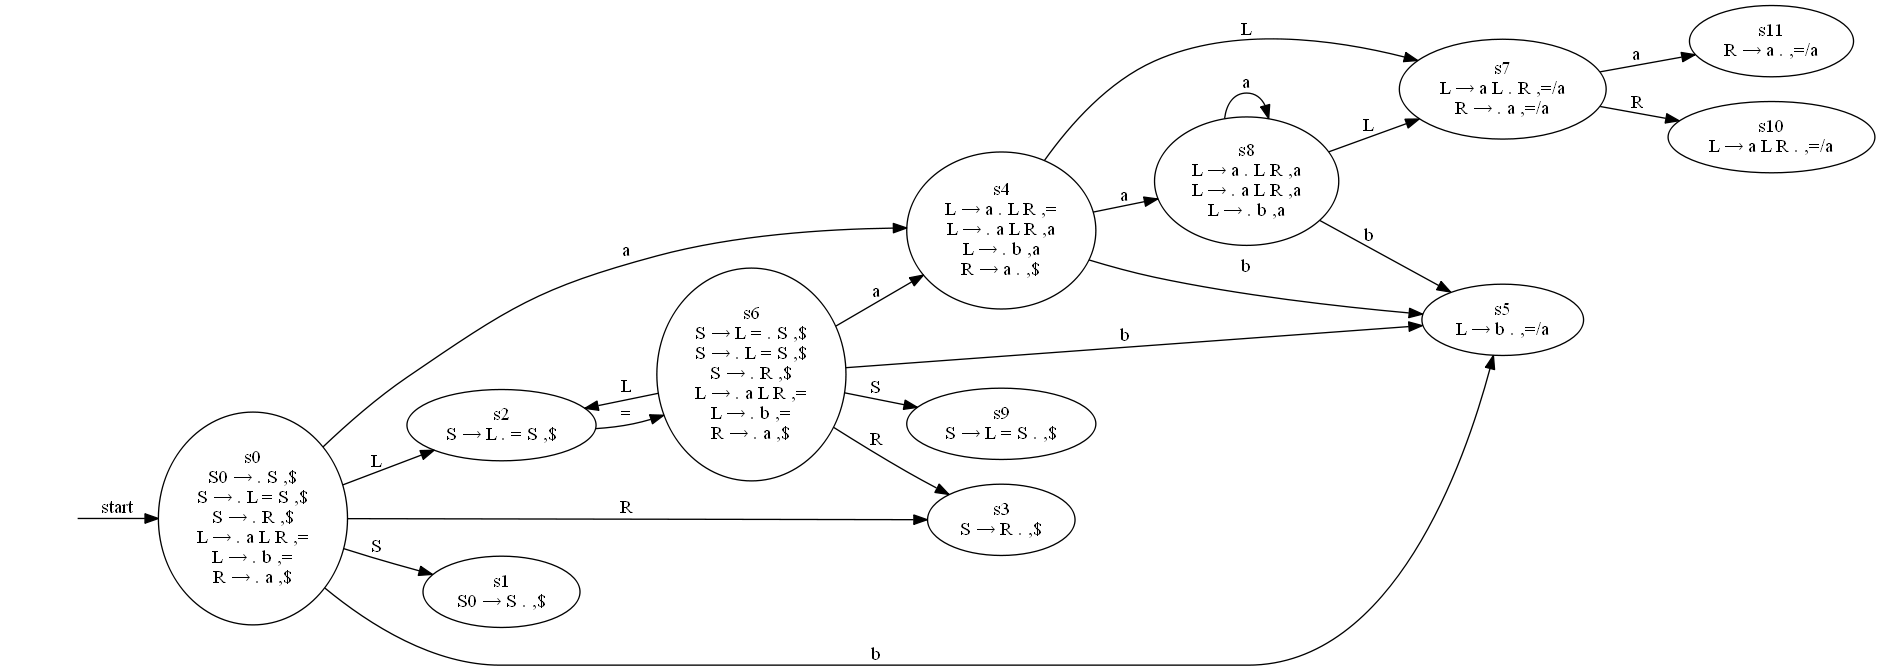 start
s0
S0 → . S ,$
S → . L = S ,$
S → . R ,$
L → . a L R ,=
L → . b ,=
R → . a ,$
a
L
R
S
b
s2
S → L . = S ,$
s1
S0 → S . ,$
L
=
s6
S → L = . S ,$
S → . L = S ,$
S → . R ,$
L → . a L R ,=
L → . b ,=
R → . a ,$
a
b
S
R
s4
L → a . L R ,=
L → . a L R ,a
L → . b ,a
R → a . ,$
s9
S → L = S . ,$
s3
S → R . ,$
L
a
b
a
s8
L → a . L R ,a
L → . a L R ,a
L → . b ,a
L
b
s7
L → a L . R ,=/a
R → . a ,=/a
s5
L → b . ,=/a
a
R
s11
R → a . ,=/a
s10
L → a L R . ,=/a